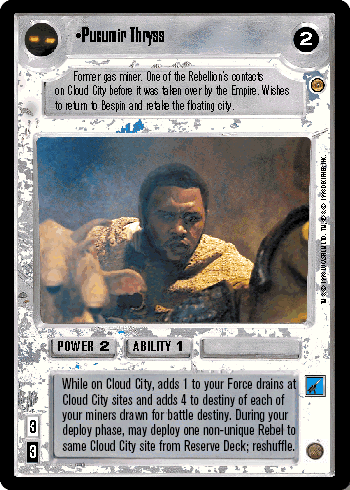 •Pucumir Thryss
2
Former gas miner. One of the Rebellion's contacts
on Cloud City before it was taken over by the Empire. Wishes
to return to Bespin and retake the floating city.
POWER 2 ABILITY 1
While on Cloud City, adds 1 to your Force drains at
Cloud City sites and adds 4 to destiny of each of
your miners drawn for battle destiny. During your
deploy phase, may deploy one non-unique Rebel to
same Cloud City site from Reserve Deck; reshuffle.
3
3